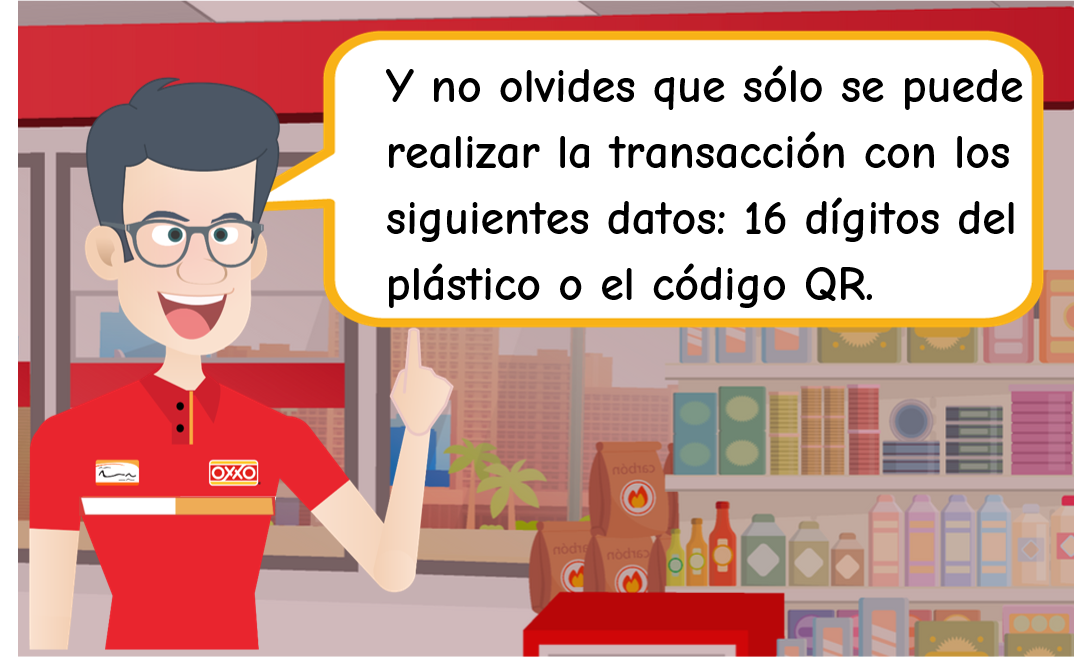 Y no olvides que sólo se puede
realizar la transacción con los
siguientes datos: 16 dígitos del
plástico o el código QR.
OXXO
carbón
carbón
carbón